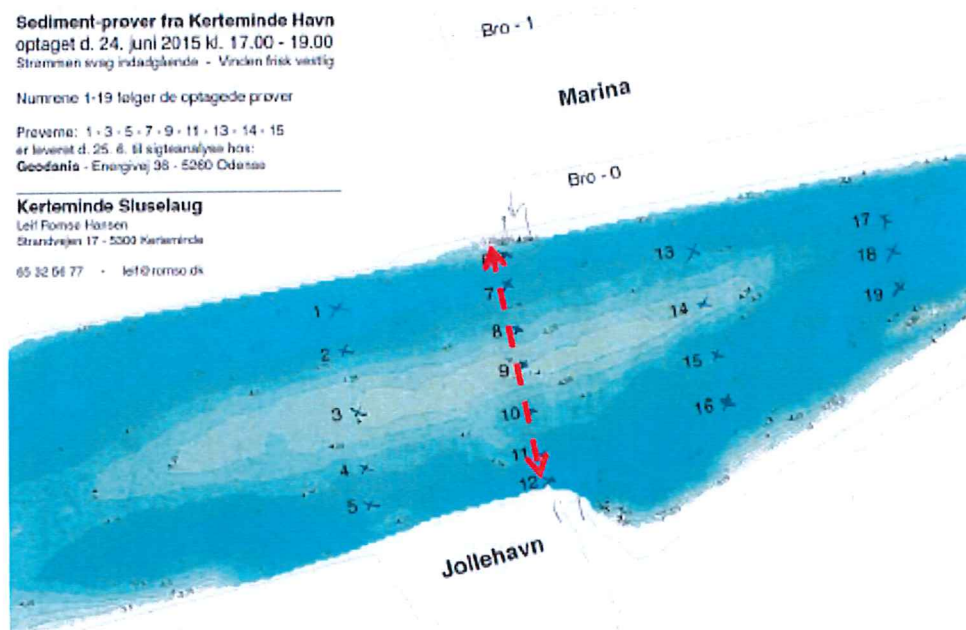 Sediment-prøver fra Kerteminde Havn
optaget d. 24. juni 2015 kl. 17.00 - 19.00
Strømmen svag indadgående - Vinden frisk vestlig
Numrene 1-19 følger de optagede prøver
Prøverne: 1 - 3 - 5 - 7 - 9 - 11 - 13 - 14 - 15
er leveret d. 25. 6. til sigteanalyse hos:
Geodania - Energivej 38 - 5260 Odense
Kerteminde Sluselaug
Leif Romsø Hansen
Strandvejen 17 - 5300 Kerteminde
65 32 56 77 - leif@romso.dk
Bro - 1
Marina
Bro - 0
1
2
3
4
5
6
7
8
9
10
11
12
13
14
15
16
17
18
19
Jollehavn